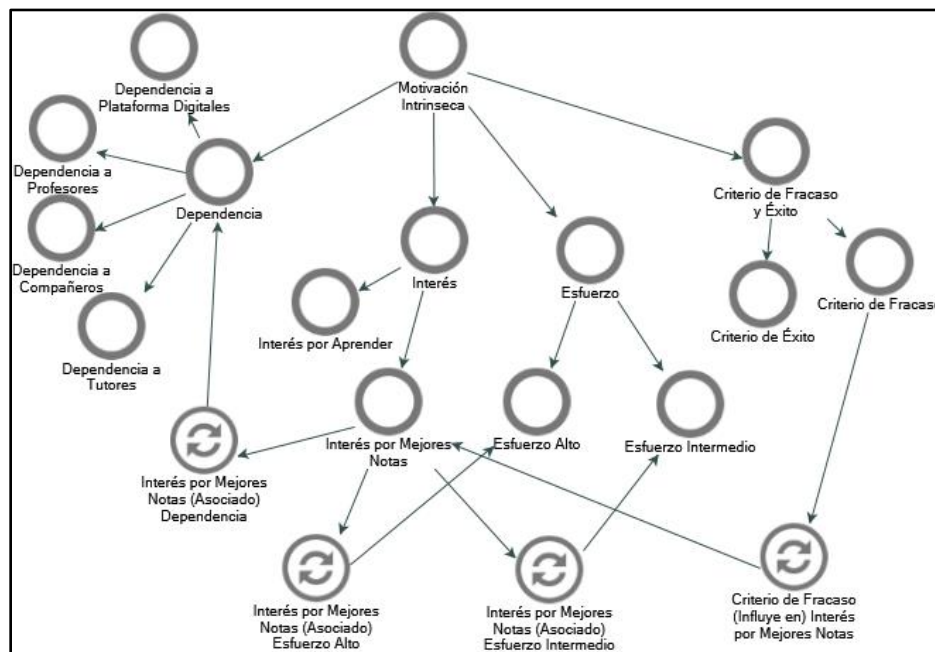 Motivación
Intrinseca
Dependencia a
Plataforma Digitales
Dependencia a
Profesores
Dependencia
Dependencia a
Compañeros
Dependencia a
Tutores
Interés
Interés por Aprender
Esfuerzo
Criterio de Fracaso
y Éxito
Criterio de Éxito
Criterio de Fracaso
Interés por Mejores
Notas
Esfuerzo Alto
Esfuerzo Intermedio
Interés por Mejores
Notas (Asociado)
Dependencia
Interés por Mejores
Notas (Asociado)
Esfuerzo Alto
Interés por Mejores
Notas (Asociado)
Esfuerzo Intermedio
Criterio de Fracaso
(Influye en) Interés
por Mejores Notas